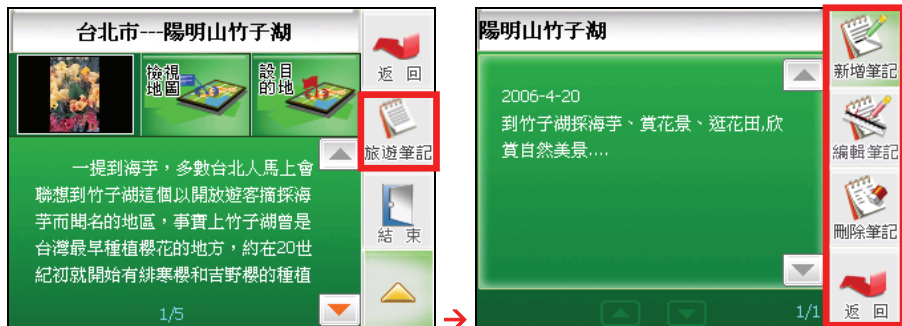 台北市---陽明山竹子湖
檢視
地圖
設目
的地
返 回
旅遊筆記
一提到海芋，多數台北人馬上會
聯想到竹子湖這個以開放遊客摘採海
芋而聞名的地區，事實上竹子湖曾是
台灣最早種植櫻花的地方，約在20世
紀初就開始有緋寒櫻和吉野櫻的種植
結 束
1/5
→
陽明山竹子湖
2006-4-20
到竹子湖採海芋、賞花景、逛花田,欣
賞自然美景....
1/1
新增筆記
編輯筆記
刪除筆記
返 回